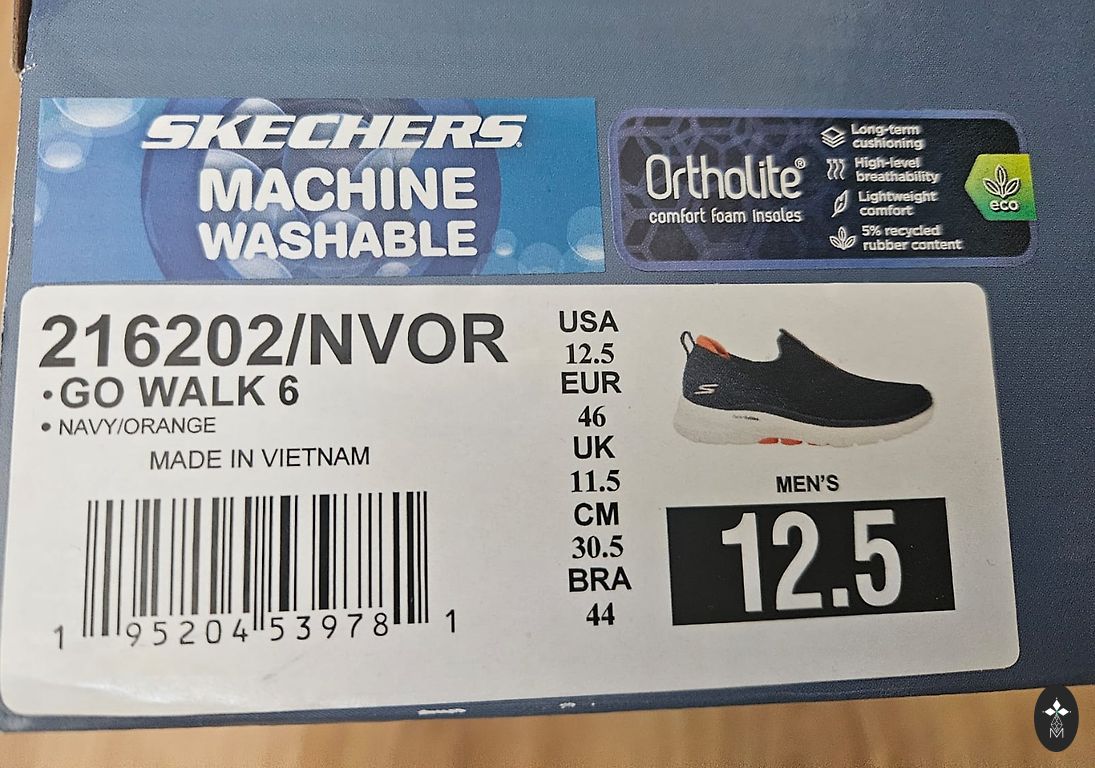 SKECHERS
MACHINE
WASHABLE
Ortholite®
comfort foam insoles
Long-term
cushioning
High-level
breathability
Lightweight
comfort
5% recycled
rubber content
eco
216202/NVOR
•GO WALK 6
• NAVY/ORANGE
MADE IN VIETNAM
1 95204 53978 1
USA
12.5
EUR
46
UK
11.5
CM
30.5
BRA
44
MEN'S
12.5
M